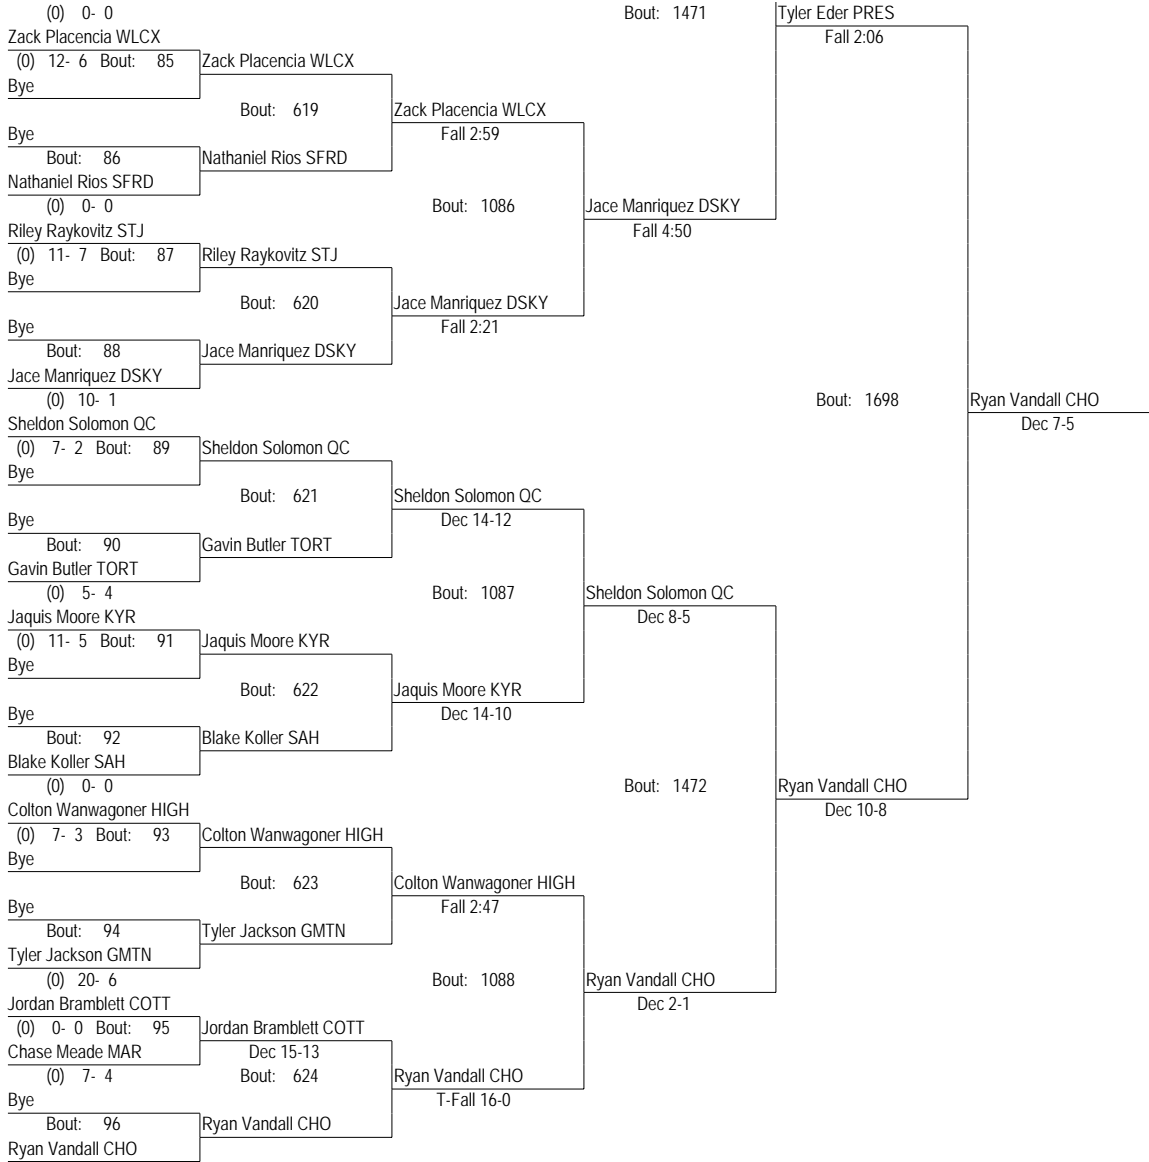 (0) 0- 0 Bout: 1471 Tyler Eder PRES
Zack Placencia WLCX Fall 2:06
(0) 12- 6 Bout: 85 Zack Placencia WLCX
Bye
Bout: 619 Zack Placencia WLCX
Bye Fall 2:59
Bout: 86 Nathaniel Rios SFRD
Nathaniel Rios SFRD
(0) 0- 0 Bout: 1086 Jace Manriquez DSKY
Riley Raykovitz STJ Fall 4:50
(0) 11- 7 Bout: 87 Riley Raykovitz STJ
Bye
Bout: 620 Jace Manriquez DSKY
Bye Fall 2:21
Bout: 88 Jace Manriquez DSKY
Jace Manriquez DSKY
(0) 10- 1 Bout: 1698 Ryan Vandall CHO
Sheldon Solomon QC Dec 7-5
(0) 7- 2 Bout: 89 Sheldon Solomon QC
Bye
Bout: 621 Sheldon Solomon QC
Bye Dec 14-12
Bout: 90 Gavin Butler TORT
Gavin Butler TORT
(0) 5- 4 Bout: 1087 Sheldon Solomon QC
Jaquis Moore KYR Dec 8-5
(0) 11- 5 Bout: 91 Jaquis Moore KYR
Bye
Bout: 622 Jaquis Moore KYR
Bye Dec 14-10
Bout: 92 Blake Koller SAH
Blake Koller SAH
(0) 0- 0 Bout: 1472 Ryan Vandall CHO
Colton Wanwagoner HIGH Dec 10-8
(0) 7- 3 Bout: 93 Colton Wanwagoner HIGH
Bye
Bout: 623 Colton Wanwagoner HIGH
Bye Fall 2:47
Bout: 94 Tyler Jackson GMTN
Tyler Jackson GMTN
(0) 20- 6 Bout: 1088 Ryan Vandall CHO
Jordan Bramblett COTT Dec 2-1
(0) 0- 0 Bout: 95 Jordan Bramblett COTT
Chase Meade MAR Dec 15-13
(0) 7- 4 Bout: 624 Ryan Vandall CHO
Bye T-Fall 16-0
Bout: 96 Ryan Vandall CHO
Ryan Vandall CHO